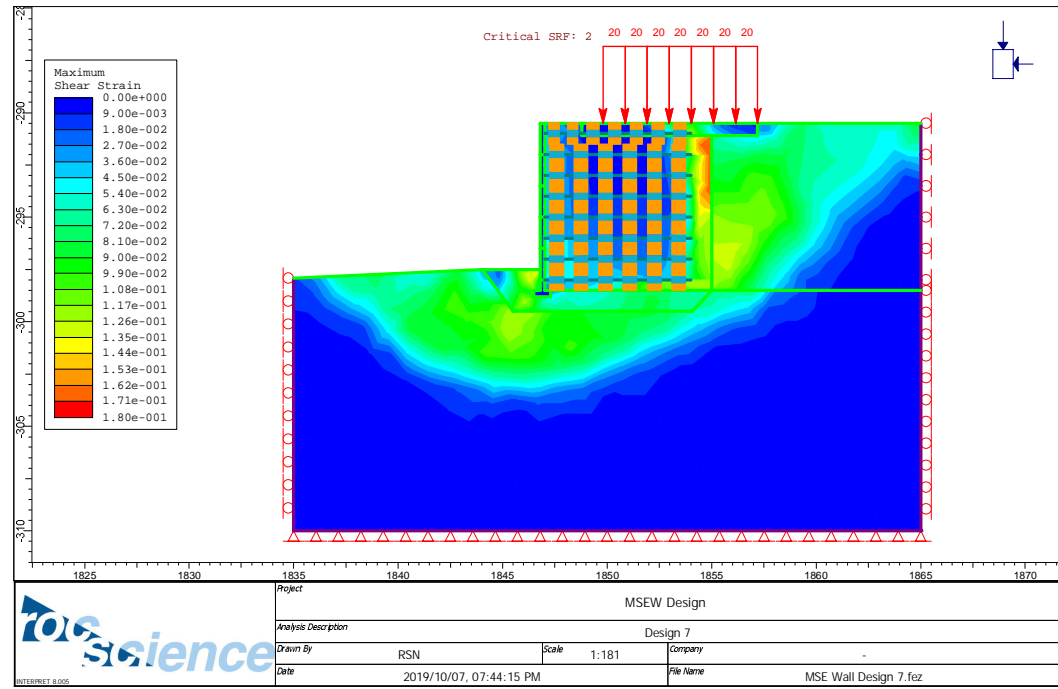 Critical SRF: 2
20 20 20 20 20 20 20
Maximum
Shear Strain
0.00e+000
9.00e-003
1.80e-002
2.70e-002
3.60e-002
4.50e-002
5.40e-002
6.30e-002
7.20e-002
8.10e-002
9.00e-002
9.90e-002
1.08e-001
1.17e-001
1.26e-001
1.35e-001
1.44e-001
1.53e-001
1.62e-001
1.71e-001
1.80e-001
-290
-295
-300
-305
-310
1825 1830 1835 1840 1845 1850 1855 1860 1865 1870
rocscience
INTERPRET 8.005
Project
MSEW Design
Analysis Description
Design 7
Drawn By RSN Scale 1:181 Company -
Date 2019/10/07, 07:44:15 PM File Name MSE Wall Design 7.fez